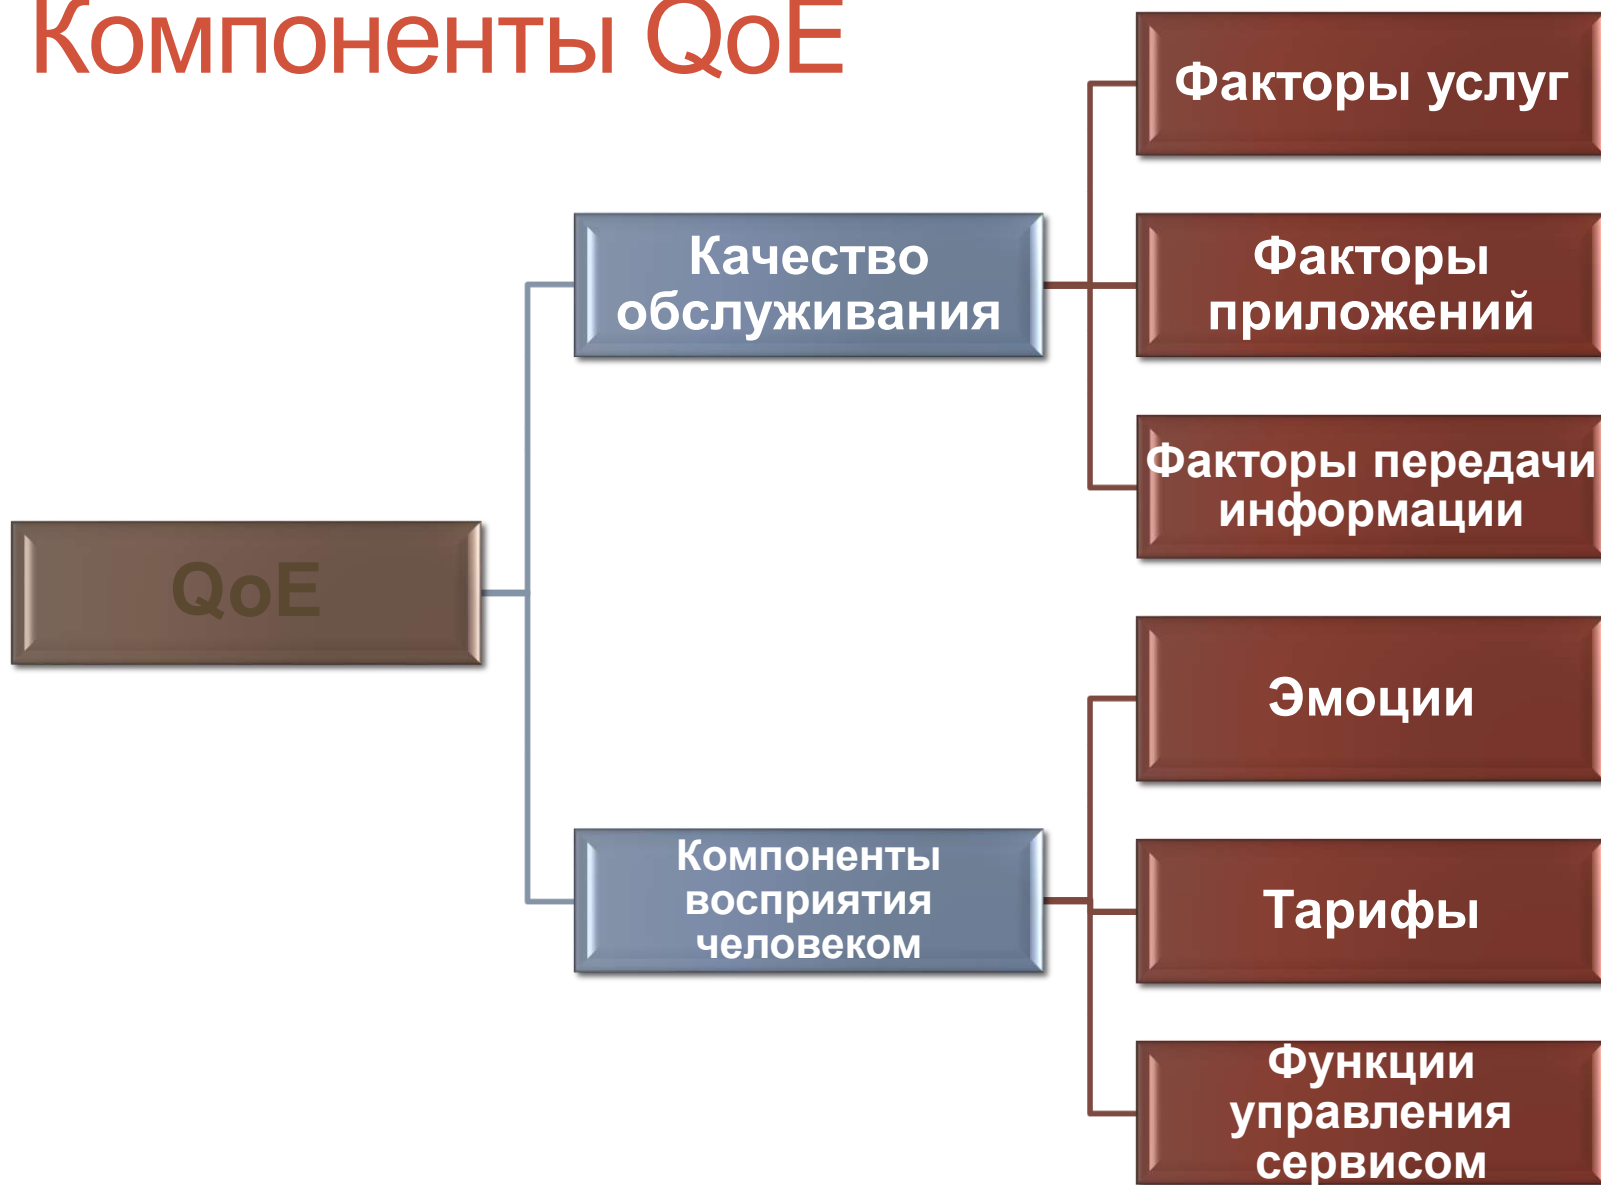 Компоненты QoE
Факторы услуг
Качество
обслуживания
Факторы
приложений
Факторы передачи
информации
QoE
Эмоции
Компоненты
восприятия
человеком
Тарифы
Функции
управления
сервисом